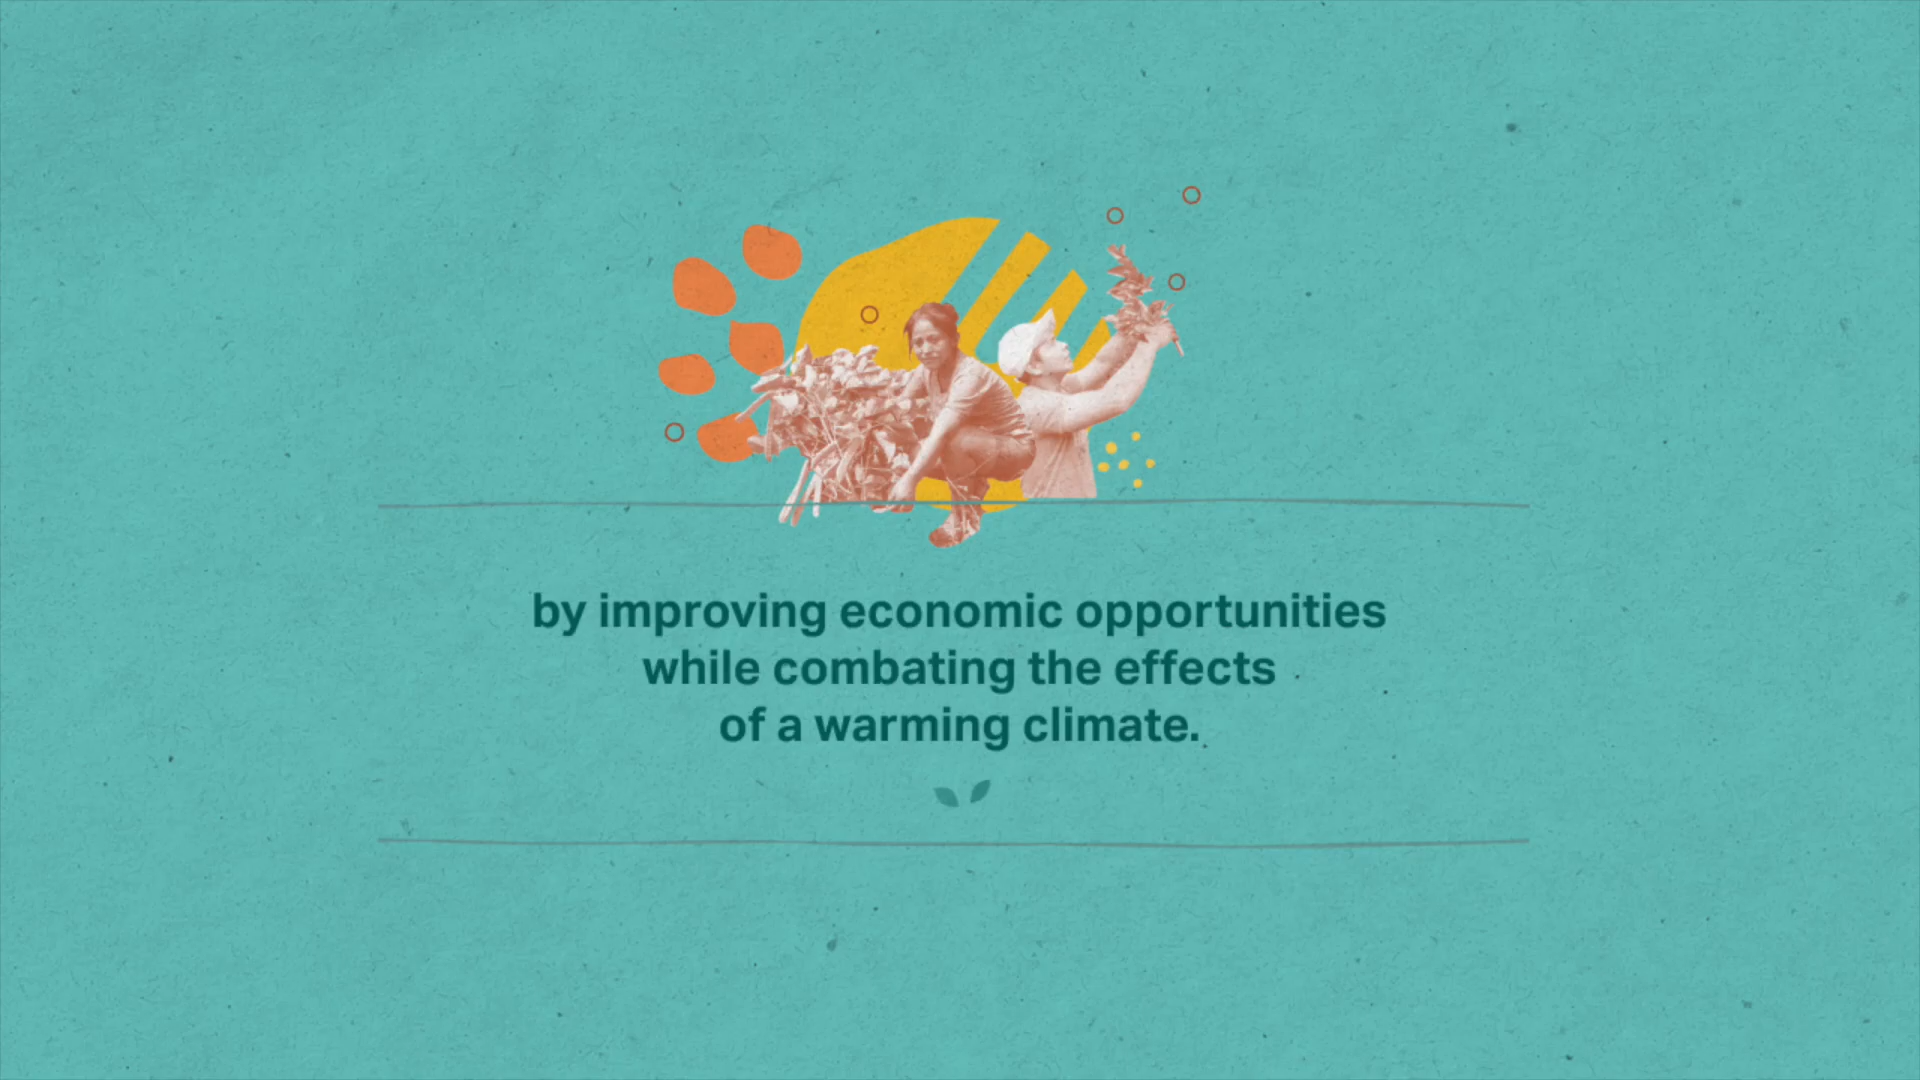 by improving economic opportunities
while combating the effects
of a warming climate.